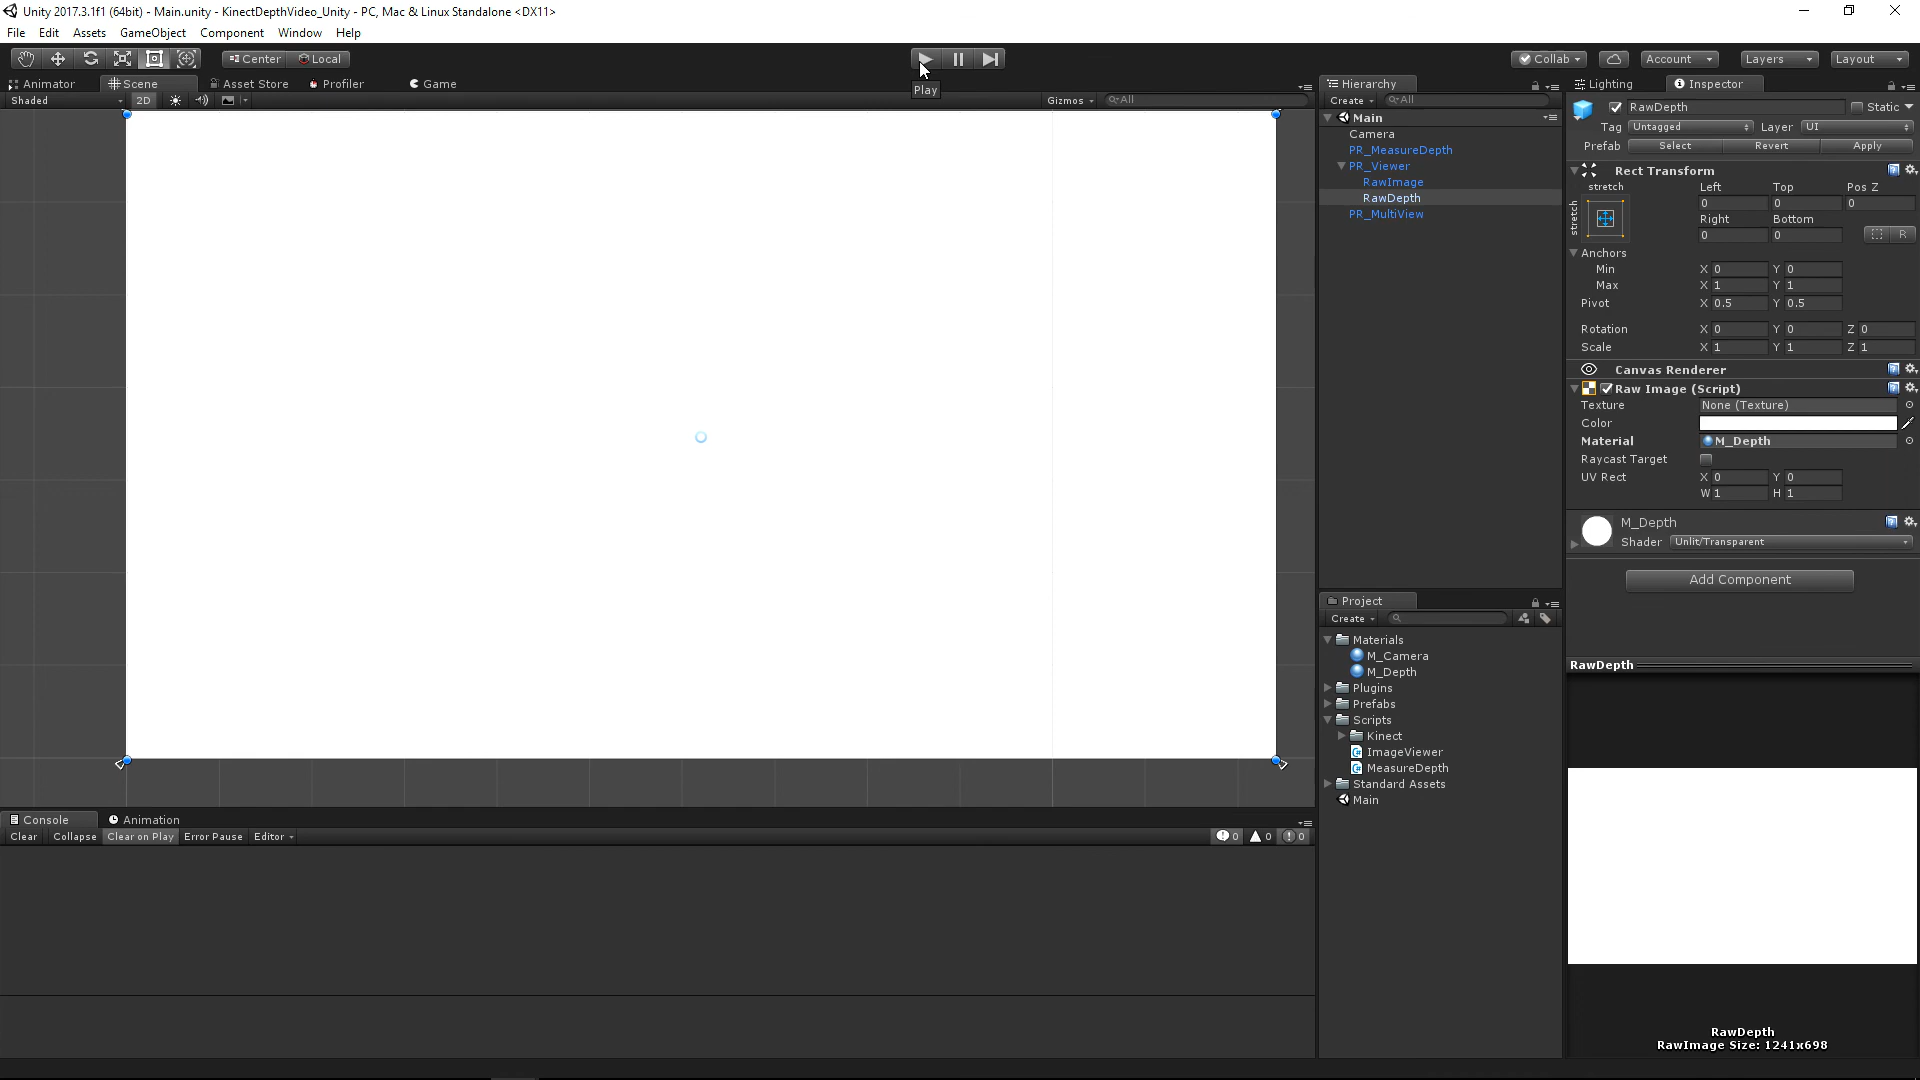 Unity 2017.3.1f1 (64bit) - Main.unity - KinectDepthVideo_Unity - PC, Mac & Linux Standalone <DX11>
File Edit Assets GameObject Component Window Help
Center Local
Play
Collab Account Layers Layout
Animator Scene Asset Store Profiler Game
Shaded 2D Gizmos All
Hierarchy
Create All
Main
Camera
PR_MeasureDepth
PR_Viewer
RawImage
RawDepth
PR_MultiView
Lighting Inspector
RawDepth Static
Tag Untagged Layer UI
Prefab Select Revert Apply
Rect Transform
stretch Left Top Pos Z
stretch
0 0 0
Right Bottom
0 0 R
Anchors
Min X 0 Y 0
Max X 1 Y 1
Pivot X 0.5 Y 0.5
Rotation X 0 Y 0 Z 0
Scale X 1 Y 1 Z 1
Canvas Renderer
Raw Image (Script)
Texture None (Texture)
Color
Material M_Depth
Raycast Target
UV Rect X 0 Y 0
W 1 H 1
M_Depth
Shader Unlit/Transparent
Add Component
Project
Create
Materials
M_Camera
M_Depth
Plugins
Prefabs
Scripts
Kinect
ImageViewer
MeasureDepth
Standard Assets
Main
RawDepth
RawDepth
RawImage Size: 1241x698
Console Animation
Clear Collapse Clear on Play Error Pause Editor 0 0 0